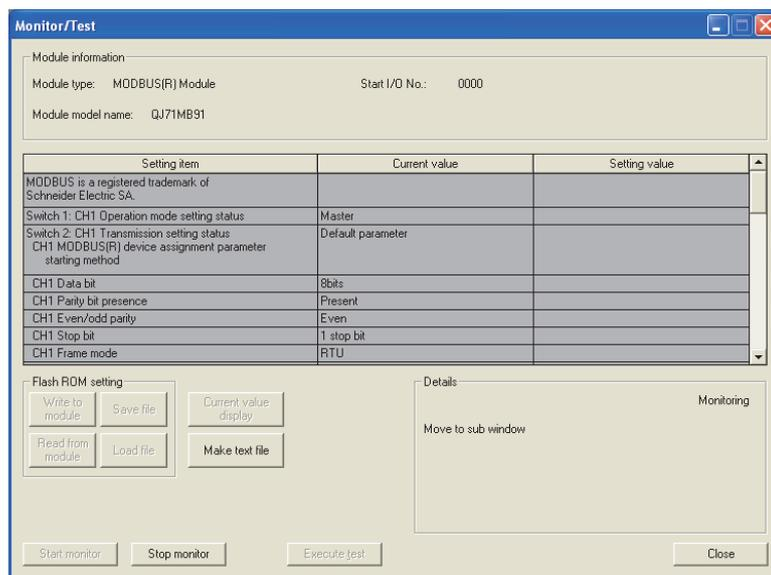 Monitor/Test
Module information
Module type: MODBUS(R) Module Start I/O No.: 0000
Module model name: QJ71MB91
Setting item Current value Setting value
MODBUS is a registered trademark of
Schneider Electric SA.
Switch 1: CH1 Operation mode setting status Master
Switch 2: CH1 Transmission setting status Default parameter
CH1 MODBUS(R) device assignment parameter
starting method
CH1 Data bit 8bits
CH1 Parity bit presence Present
CH1 Even/odd parity Even
CH1 Stop bit 1 stop bit
CH1 Frame mode RTU
Flash ROM setting
Write to
module
Save file
Current value
display
Read from
module
Load file
Make text file
Details
Monitoring
Move to sub window
Start monitor Stop monitor Execute test Close